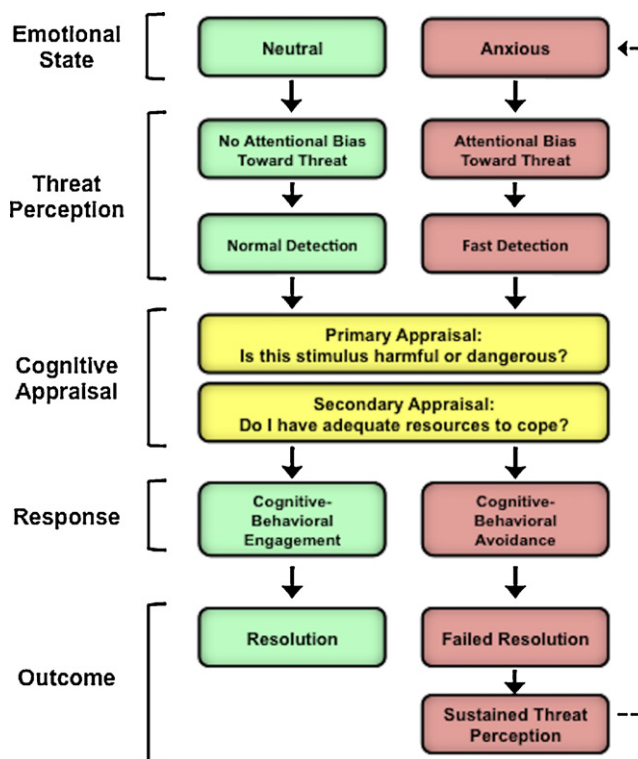 Emotional
State
Neutral
Anxious
Threat
Perception
No Attentional Bias
Toward Threat
Attentional Bias
Toward Threat
Normal Detection
Fast Detection
Cognitive
Appraisal
Primary Appraisal:
Is this stimulus harmful or dangerous?
Secondary Appraisal:
Do I have adequate resources to cope?
Response
Cognitive-
Behavioral
Engagement
Cognitive-
Behavioral
Avoidance
Outcome
Resolution
Failed Resolution
Sustained Threat
Perception